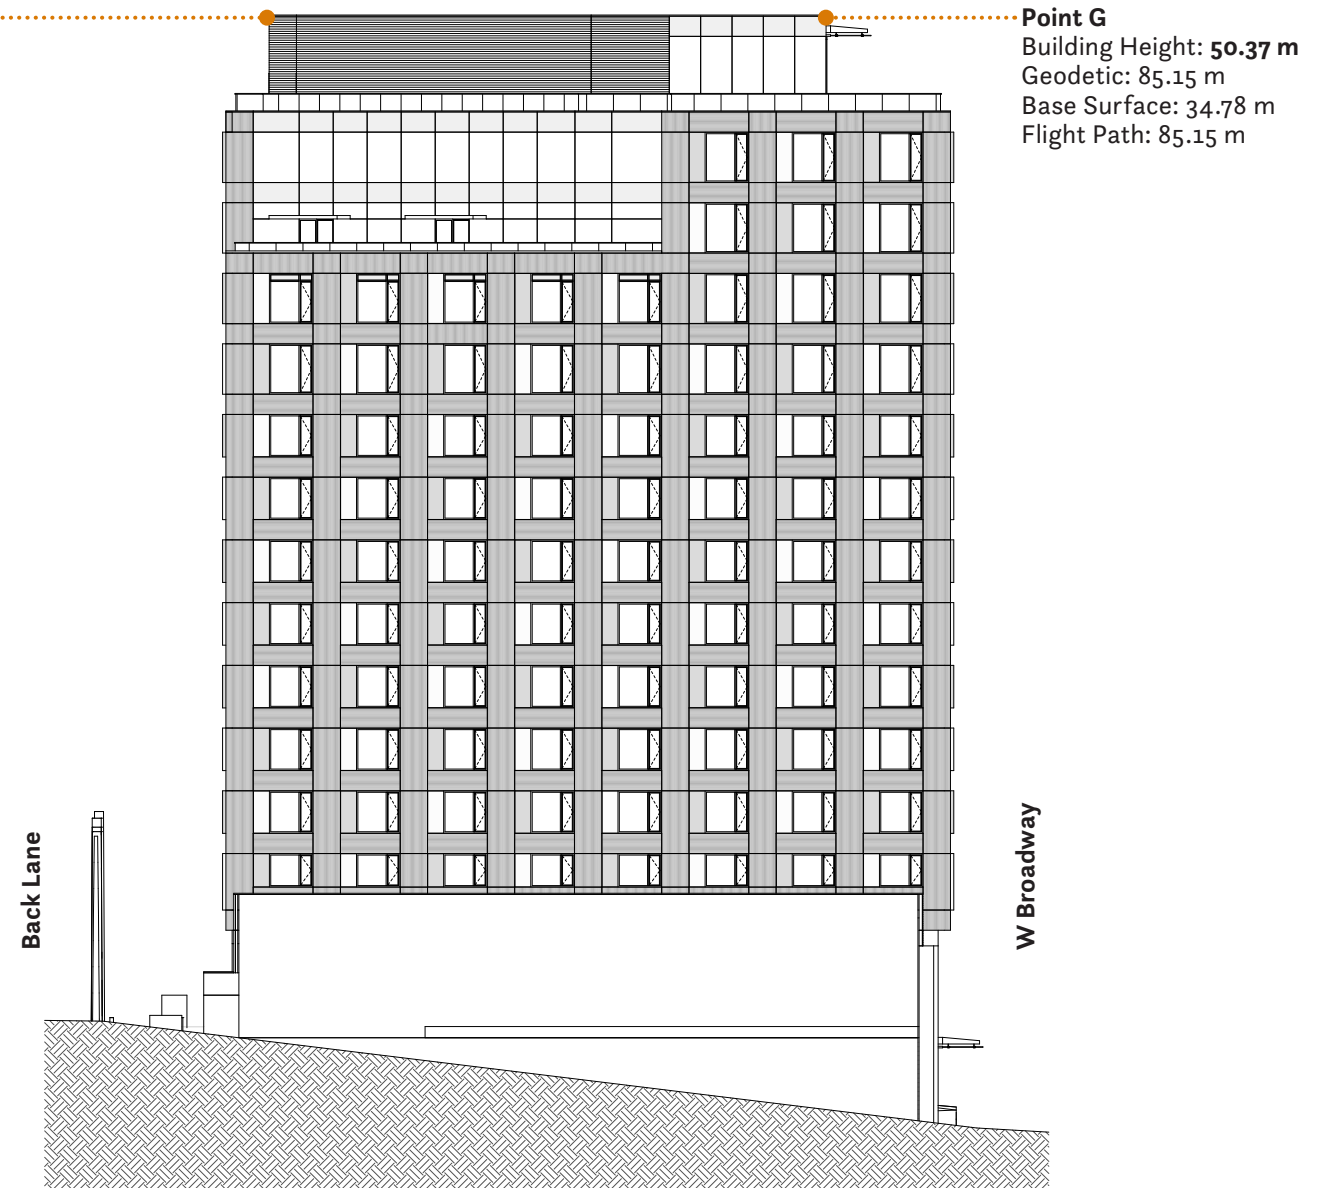 Point G
Building Height: 50.37 m
Geodetic: 85.15 m
Base Surface: 34.78 m
Flight Path: 85.15 m
Back Lane
W Broadway